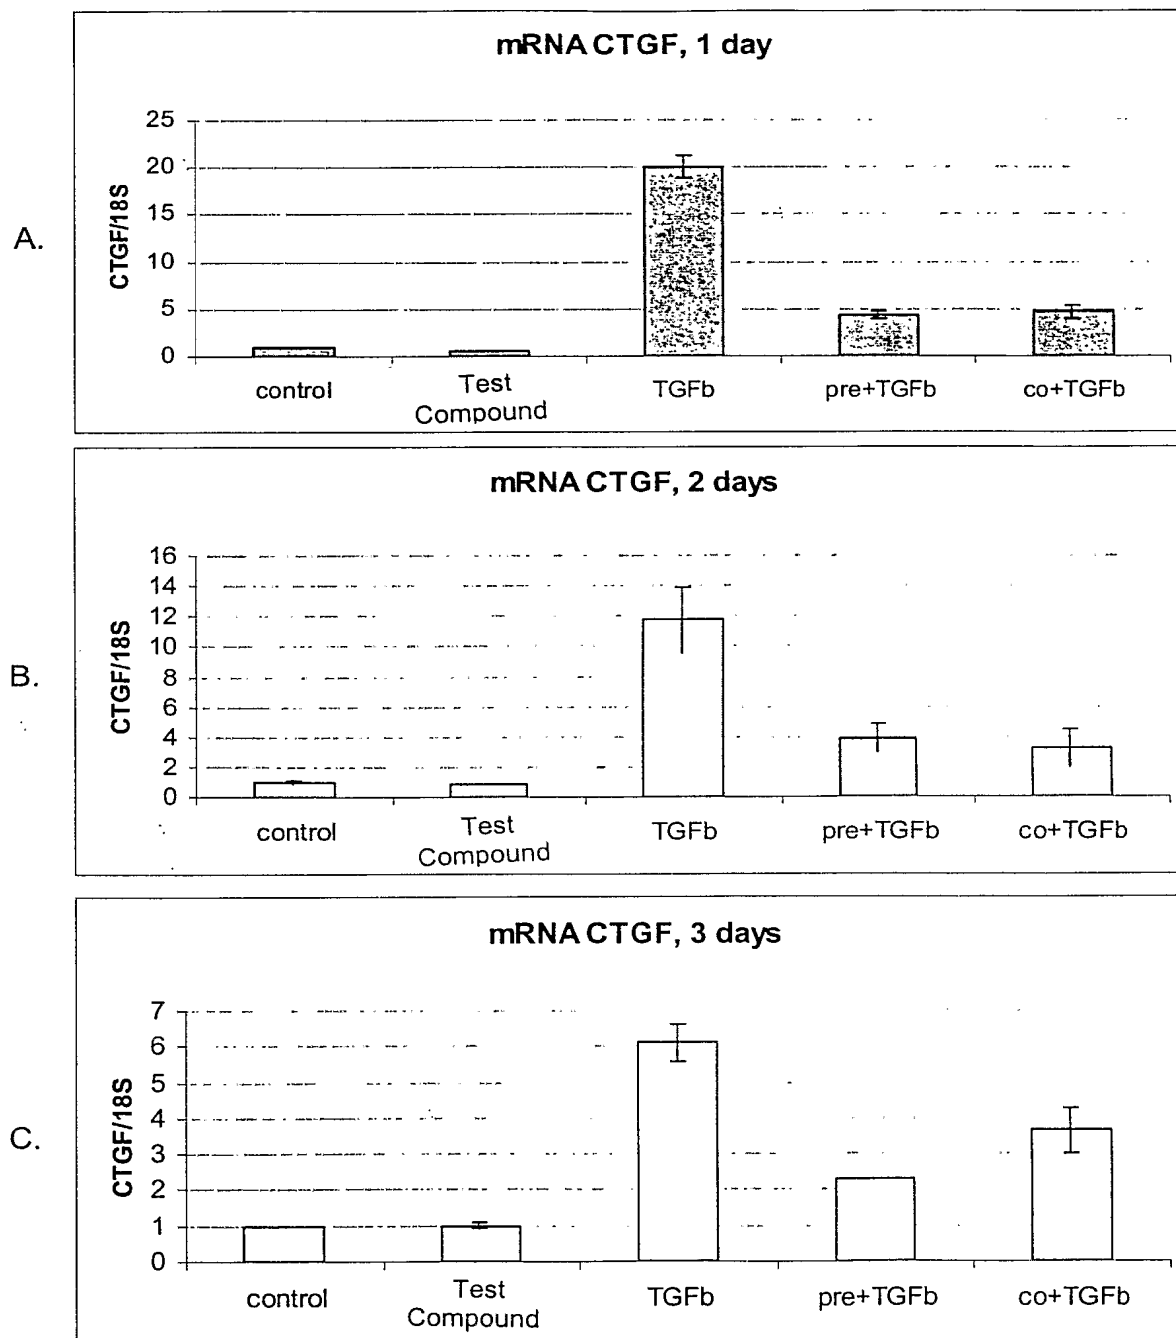 mRNA CTGF, 1 day
A.
CTGF/18S
25
20
15
10
5
0
control
Test
Compound
TGFb
pre+TGFb
co+TGFb
mRNA CTGF, 2 days
B.
CTGF/18S
16
14
12
10
8
6
4
2
0
control
Test
Compound
TGFb
pre+TGFb
co+TGFb
mRNA CTGF, 3 days
C.
CTGF/18S
7
6
5
4
3
2
1
0
control
Test
Compound
TGFb
pre+TGFb
co+TGFb